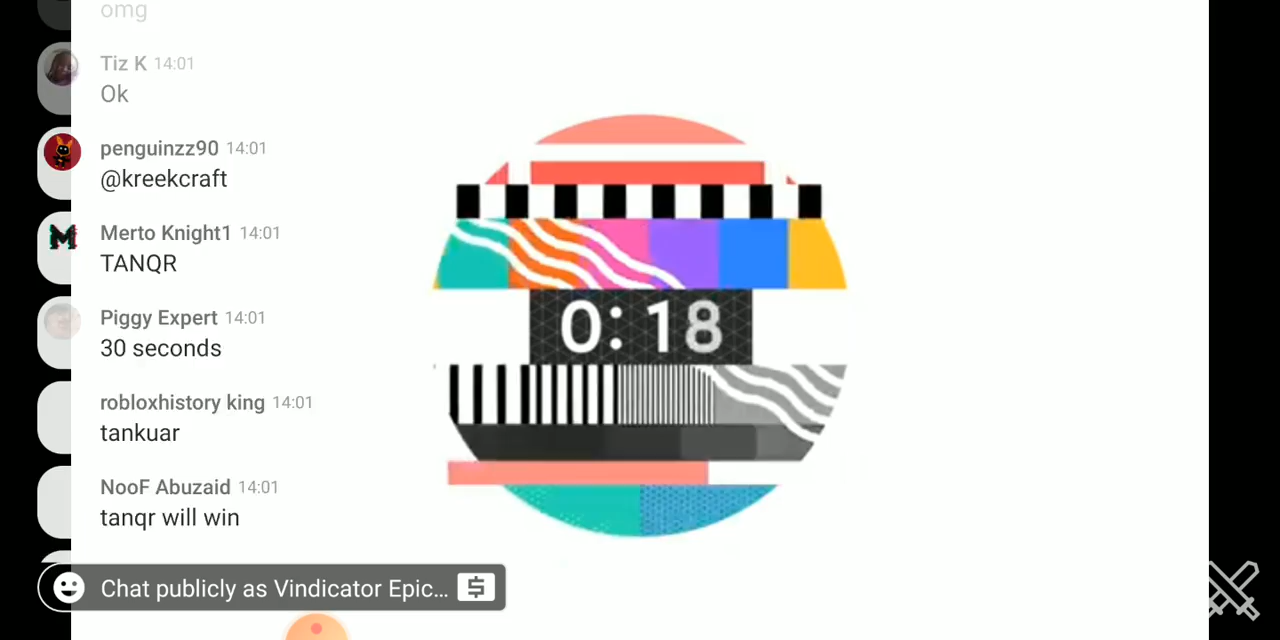 omg
Tiz K 14:01
Ok
penguinzz90 14:01
@kreekcraft
Merto Knight1 14:01
TANQR
Piggy Expert 14:01
30 seconds
robloxhistory king 14:01
tankuar
NooF Abuzaid 14:01
tanqr will win
Chat publicly as Vindicator Epic...
0: 18